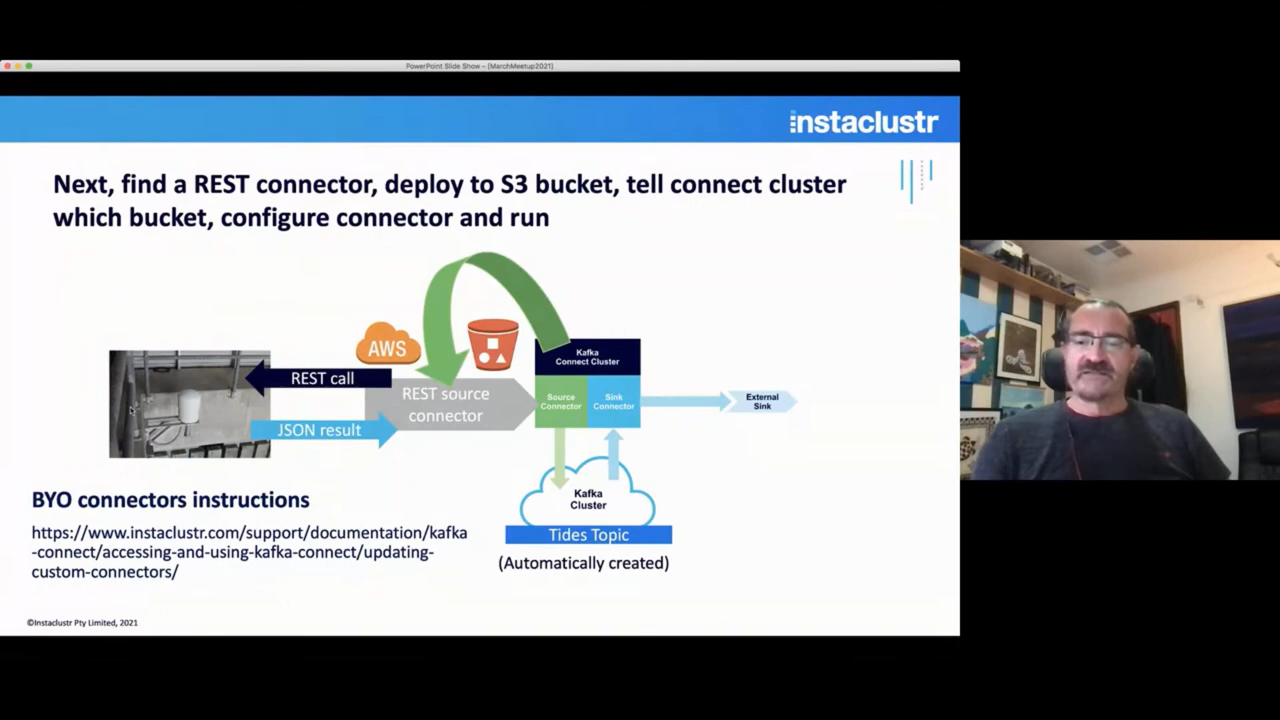 PowerPoint Slide Show – [MarchMeetup2021]
instaclustr
Next, find a REST connector, deploy to S3 bucket, tell connect cluster
which bucket, configure connector and run
AWS
Kafka
Connect Cluster
REST call
REST source
connector
Source
Connector
Sink
Connector
External
Sink
JSON result
Kafka
Cluster
Tides Topic
(Automatically created)
BYO connectors instructions
https://www.instaclustr.com/support/documentation/kafka
-connect/accessing-and-using-kafka-connect/updating-
custom-connectors/
©Instaclustr Pty Limited, 2021